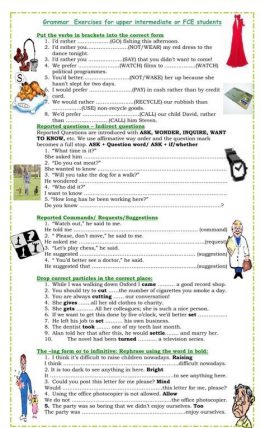 Grammar Exercises for upper intermediate or FCE students
Put the verbs in brackets into the correct form
1. I'd rather ...............(GO) fishing this afternoon.
2. I'd rather you...................(NOT/WEAR) my red dress to the
dance tonight.
3. I'd rather you .................(SAY) that you didn't want to come!
4. We prefer .................(WATCH) films to .............(WATCH)
political programmes.
5. You'd better.................(NOT/MAKE) her up because she
hasn't slept for two days.
6. I would prefer ................(PAY) in cash rather than by credit
card.
7. We would rather ..............(RECYCLE) our rubbish than
................(USE) non-recycle goods.
8. We'd prefer .....................(CALL) our child David, rather
than ..................(CALL) him Steven.
Reported questions – Indirect questions
Reported Questions are introduced with ASK, WONDER, INQUIRE, WANT
TO KNOW, etc. We use affirmative word order and the question mark
becomes a full stop. ASK + Question word/ ASK + if/whether
1. "What time is it?"
She asked him .................................................
2. "Do you eat meat?"
She wanted to know .........................................
3. "Will you take the dog for a walk?"
He wondered ....................................................
4. "Who did it?"
I want to know .................................................
5. "How long has he been working here?"
Do you know ....................................................?
Reported Commands/ Requests/Suggestions
1. "Watch out," he said to me.
He told me ...................................................(command)
2. " Please, don't move," he said to me.
He asked me ................................................(request)
3. "Let's play chess," he said.
He suggested ...............................................(suggestion)
4. " You'd better see a doctor," he said.
He suggested that .........................................(suggestion)
Drop correct particles in the correct place:
1. While I was walking down Oxford I came ........... a good record shop.
2. You should try to cut ......the number of cigarettes you smoke a day.
3. You are always cutting ...... our conversation!
4. She gives ......all her old clothes to charity.
5. She gets ......... All her colleagues; she is such a nice person.
6. If we want to get this done by five o'clock, we'd better set ..............
7. He left his job to set ........ his own business.
8. The dentist took ........ one of my teeth last month.
9. Alan told her that after this, he would settle........ and marry her.
10. The novel had been turned ........... a television series.
The –ing form or to infinitive: Rephrase using the word in bold:
1. I think it's difficult to raise children nowadays. Raising
I think ........................................................difficult nowadays.
2. It is too dark to see anything in here. Bright
It ...............................................................to see anything here.
3. Could you post this letter for me please? Mind
Would .......................................................this letter for me, please?
4. Using the office photocopier is not allowed. Allow
We do not ....................................................the office photocopier.
5. The party was so boring that we didn't enjoy ourselves. Too
The party was ...........................................enjoy ourselves.